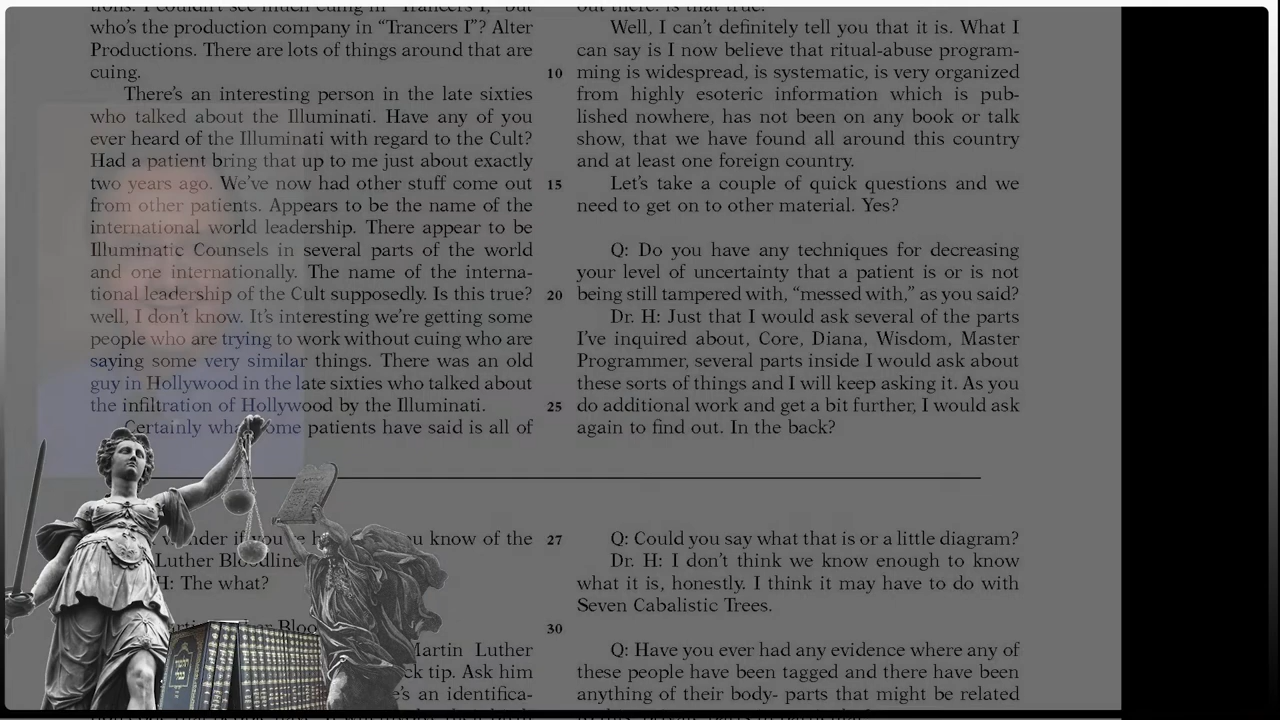 who's the production company in “Trancers I”? Alter
Productions. There are lots of things around that are
cuing.
There's an interesting person in the late sixties
who talked about the Illuminati. Have any of you
ever heard of the Illuminati with regard to the Cult?
Had a patient bring that up to me just about exactly
two years ago. We've now had other stuff come out
from other patients. Appears to be the name of the
international world leadership. There appear to be
Illuminatic Counsels in several parts of the world
and one internationally. The name of the interna-
tional leadership of the Cult supposedly. Is this true?
well, I don't know. It's interesting we're getting some
people who are trying to work without cuing who are
saying some very similar things. There was an old
guy in Hollywood in the late sixties who talked about
the infiltration of Hollywood by the Illuminati.
Certainly what some patients have said is all of
out there. Is that true?
Well, I can't definitely tell you that it is. What I
can say is I now believe that ritual-abuse program-
10 ming is widespread, is systematic, is very organized
from highly esoteric information which is pub-
lished nowhere, has not been on any book or talk
show, that we have found all around this country
and at least one foreign country.
15 Let's take a couple of quick questions and we
need to get on to other material. Yes?
Q: Do you have any techniques for decreasing
your level of uncertainty that a patient is or is not
20 being still tampered with, “messed with,” as you said?
Dr. H: Just that I would ask several of the parts
I've inquired about, Core, Diana, Wisdom, Master
Programmer, several parts inside I would ask about
these sorts of things and I will keep asking it. As you
25 do additional work and get a bit further, I would ask
again to find out. In the back?
if you've you know of the
Luther Bloodline
H: The what?
Martin Luther
tip. Ask him
an identifica-
27 Q: Could you say what that is or a little diagram?
Dr. H: I don't think we know enough to know
what it is, honestly. I think it may have to do with
Seven Cabalistic Trees.
30
Q: Have you ever had any evidence where any of
these people have been tagged and there have been
anything of their body- parts that might be related